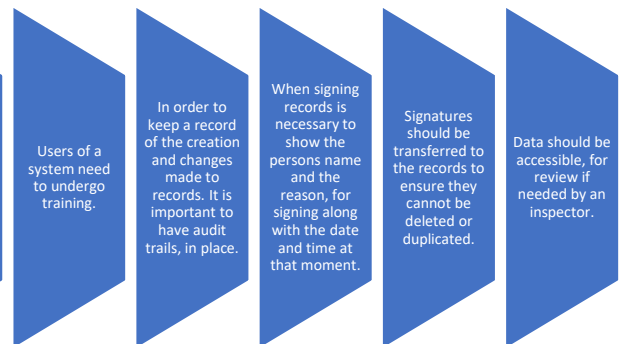 Users of a
system need
to undergo
training.
In order to
keep a record
of the creation
and changes
made to
records. It is
important to
have audit
trails, in place.
When signing
records is
necessary to
show the
persons name
and the
reason, for
signing along
with the date
and time at
that moment.
Signatures
should be
transferred to
the records to
ensure they
cannot be
deleted or
duplicated.
Data should be
accessible, for
review if
needed by an
inspector.